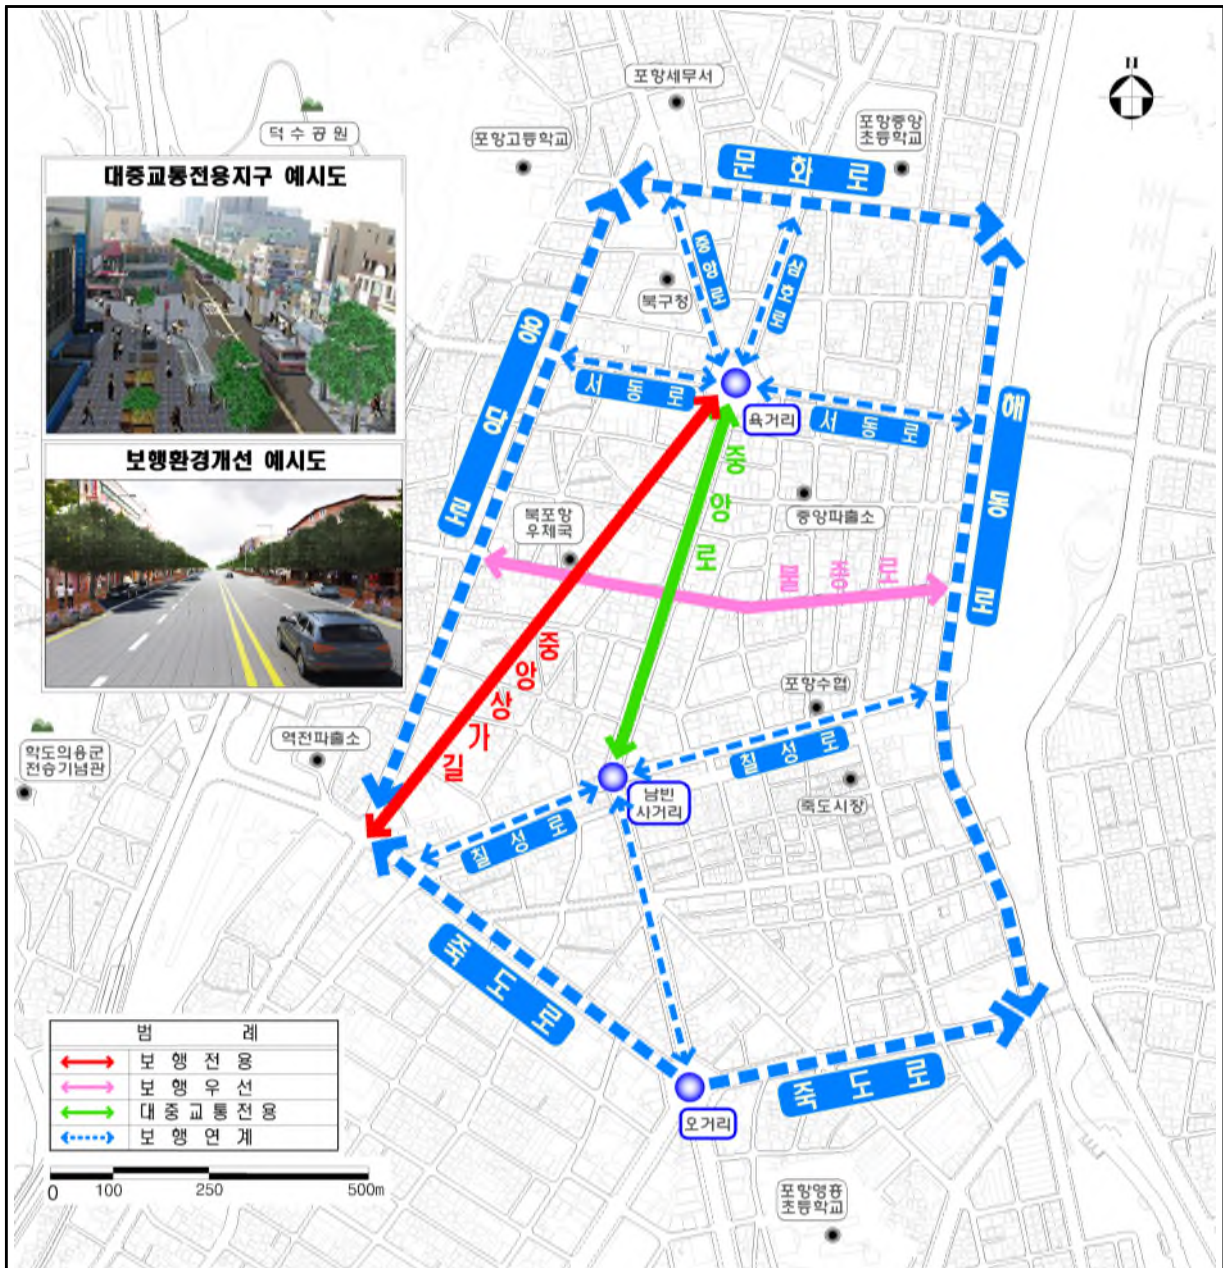 포항세무서
덕수공원
포항고등학교
포항중앙
초등학교
대중교통전용지구 예시도
문화로
중앙로
삼호로
북구청
용당로
서동로
육거리
서동로
해동로
보행환경개선 예시도
중앙로
북포항
우체국
중앙파출소
불종로
중앙상가길
포항수협
역전파출소
학도의용군
전승기념관
칠성로
남빈
사거리
죽도시장
칠성로
죽도로
범 례
보행전용
보행우선
대중교통전용
보행연계
죽도로
오거리
0 100 250 500m
포항영흥
초등학교